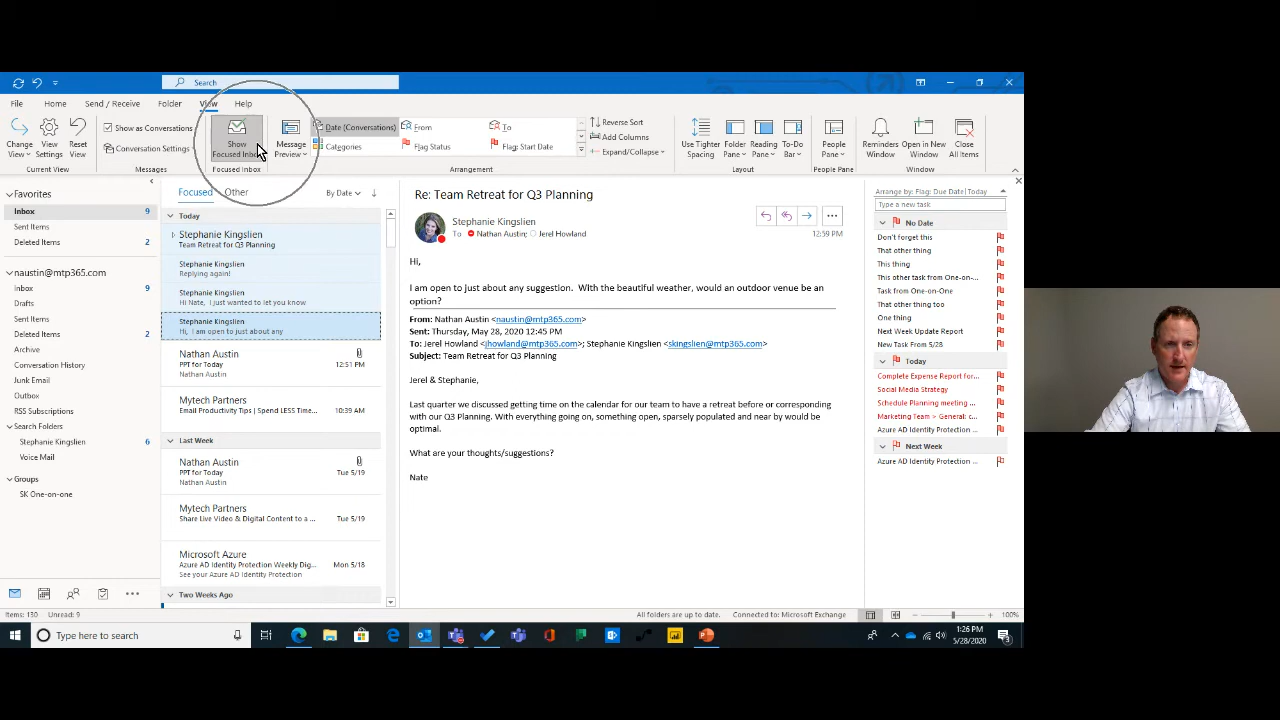 Search
File
Home
Send / Receive
Folder
View
Help
Change
View
View
Settings
Reset
View
Current View
Show as Conversations
Conversation Settings
Messages
Show
Focused Inbox
Focused Inbox
Message
Preview
Date (Conversations)
From
To
Categories
Flag Status
Flag: Start Date
Reverse Sort
Add Columns
Expand/Collapse
Arrangement
Use Tighter
Spacing
Folder
Pane
Reading
Pane
To-Do
Bar
Layout
People
Pane
People Pane
Reminders
Window
Open in New
Window
Close
All Items
Window
Favorites
Inbox 9
Sent Items
Deleted Items 2
naustin@mtp365.com
Inbox 9
Drafts
Sent Items
Deleted Items 2
Archive
Conversation History
Junk Email
Outbox
RSS Subscriptions
Search Folders
Stephanie Kingslien 6
Voice Mail
Groups
SK One-on-one
Focused Other
By Date
Today
Stephanie Kingslien
Team Retreat for Q3 Planning
Stephanie Kingslien
Replying again!
Stephanie Kingslien
Hi Nate, I just wanted to let you know
Stephanie Kingslien
Hi, I am open to just about any
Nathan Austin
PPT for Today 12:51 PM
Nathan Austin
Mytech Partners
Email Productivity Tips | Spend LESS Time... 10:39 AM
Last Week
Nathan Austin
PPT for Today Tue 5/19
Nathan Austin
Mytech Partners
Share Live Video & Digital Content to a ... Tue 5/19
Microsoft Azure
Azure AD Identity Protection Weekly Dig... Mon 5/18
See your Azure AD Identity Protection
Two Weeks Ago
Re: Team Retreat for Q3 Planning
Stephanie Kingslien
To Nathan Austin; Jerel Howland
12:59 PM
Hi,
I am open to just about any suggestion. With the beautiful weather, would an outdoor venue be an
option?
From: Nathan Austin <naustin@mtp365.com>
Sent: Thursday, May 28, 2020 12:45 PM
To: Jerel Howland <jhowland@mtp365.com>; Stephanie Kingslien <skingslien@mtp365.com>
Subject: Team Retreat for Q3 Planning
Jerel & Stephanie,
Last quarter we discussed getting time on the calendar for our team to have a retreat before or corresponding
with our Q3 Planning. With everything going on, something open, sparsely populated and near by would be
optimal.
What are your thoughts/suggestions?
Nate
Arrange by: Flag: Due Date Today
Type a new task
No Date
Don't forget this
That other thing
This thing
This other task from One-on-...
Task from One-on-One
That other thing too
One thing
Next Week Update Report
New Task From 5/28
Today
Complete Expense Report for...
Social Media Strategy
Schedule Planning meeting ...
Marketing Team > General: c...
Azure AD Identity Protection ...
Next Week
Azure AD Identity Protection ...
Items: 130 Unread: 9
All folders are up to date. Connected to: Microsoft Exchange
100%
Type here to search
1:26 PM
5/28/2020
3